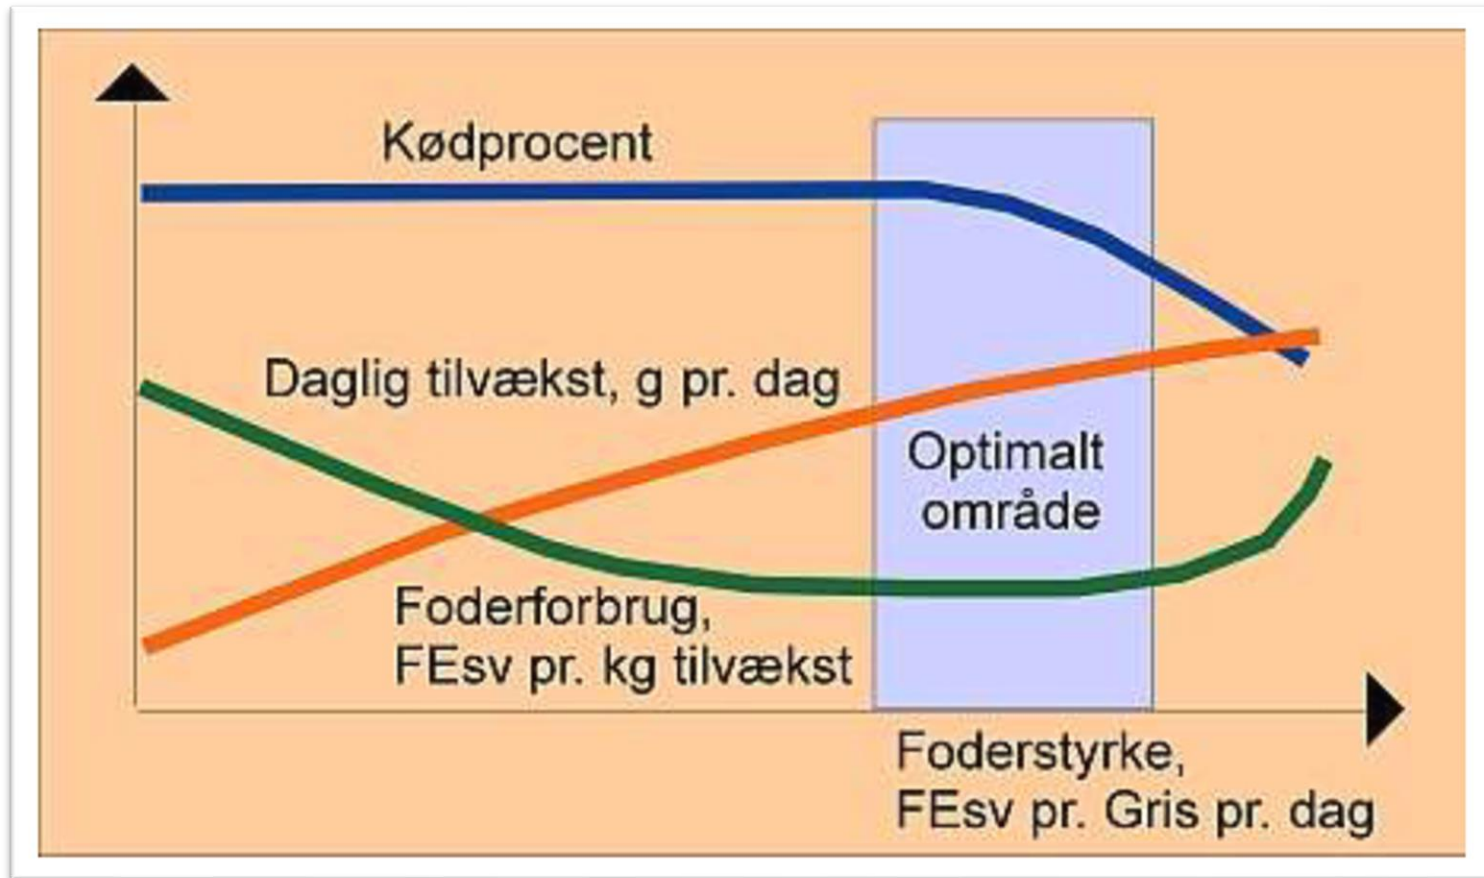 Kødprocent
Daglig tilvækst, g pr. dag
Optimalt
område
Foderforbrug,
FEsv pr. kg tilvækst
Foderstyrke,
FEsv pr. Gris pr. dag